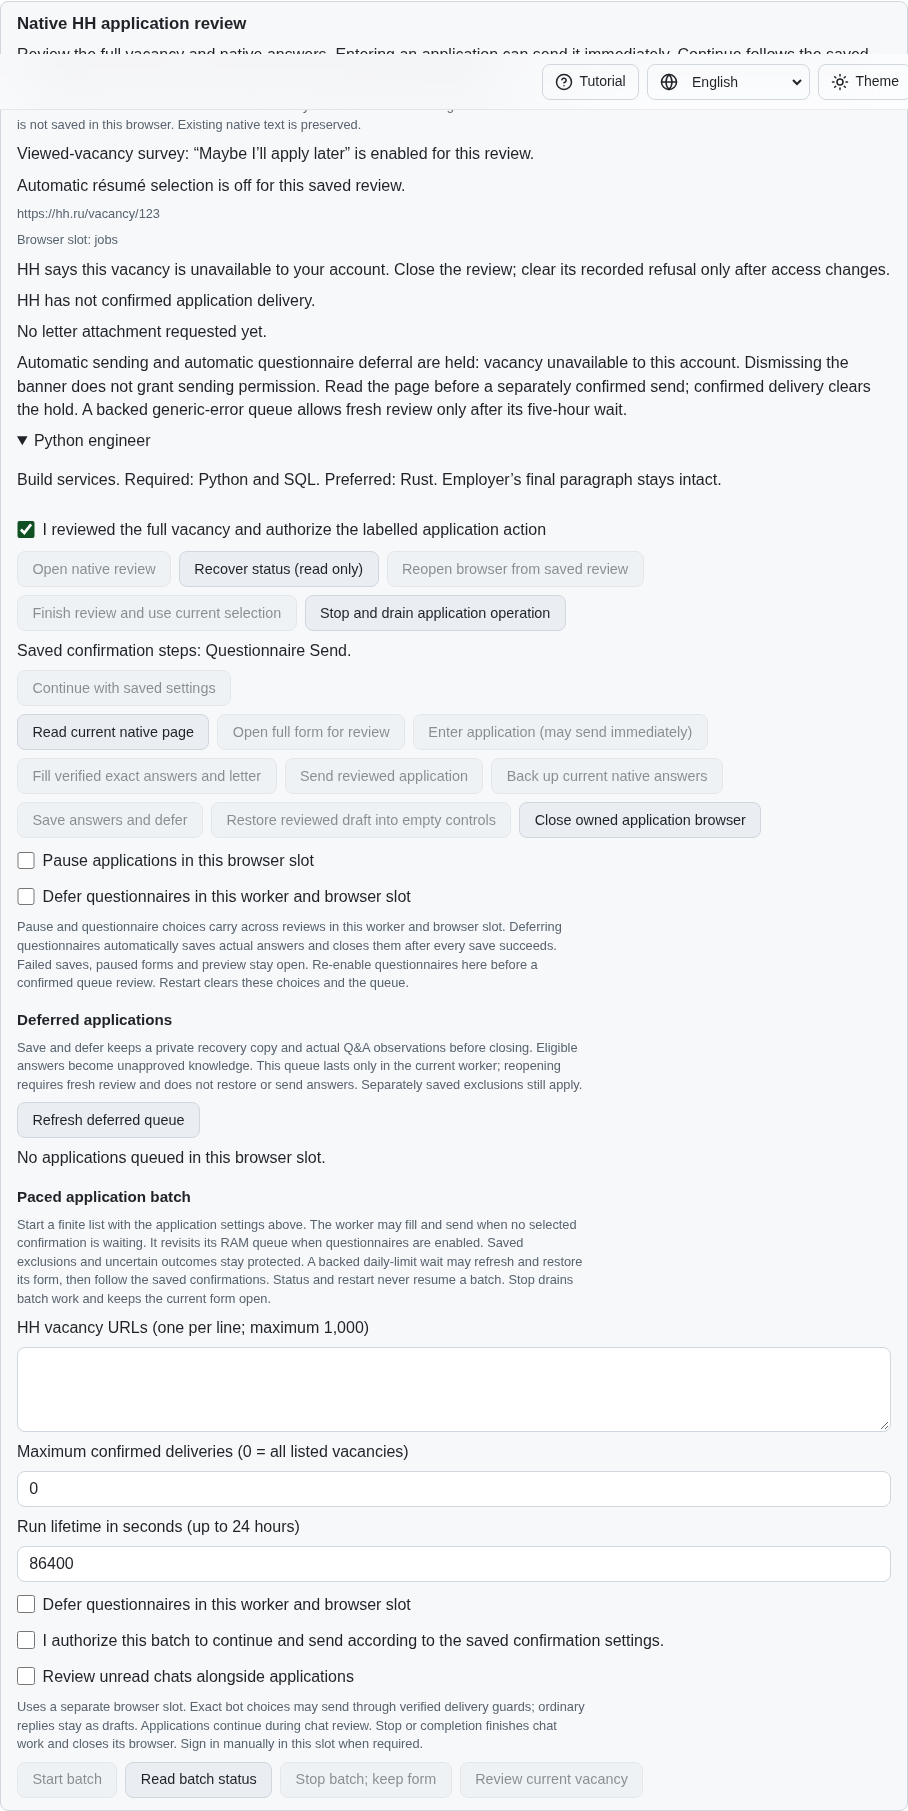 Native HH application review
Review the full vacancy and native answers. Entering an application can send it immediately. Continue follows the saved
Tutorial
English
Theme
is not saved in this browser. Existing native text is preserved.
Viewed-vacancy survey: “Maybe I’ll apply later” is enabled for this review.
Automatic résumé selection is off for this saved review.
https://hh.ru/vacancy/123
Browser slot: jobs
HH says this vacancy is unavailable to your account. Close the review; clear its recorded refusal only after access changes.
HH has not confirmed application delivery.
No letter attachment requested yet.
Automatic sending and automatic questionnaire deferral are held: vacancy unavailable to this account. Dismissing the
banner does not grant sending permission. Read the page before a separately confirmed send; confirmed delivery clears
the hold. A backed generic-error queue allows fresh review only after its five-hour wait.
Python engineer
Build services. Required: Python and SQL. Preferred: Rust. Employer’s final paragraph stays intact.
I reviewed the full vacancy and authorize the labelled application action
Open native review
Recover status (read only)
Reopen browser from saved review
Finish review and use current selection
Stop and drain application operation
Saved confirmation steps: Questionnaire Send.
Continue with saved settings
Read current native page
Open full form for review
Enter application (may send immediately)
Fill verified exact answers and letter
Send reviewed application
Back up current native answers
Save answers and defer
Restore reviewed draft into empty controls
Close owned application browser
Pause applications in this browser slot
Defer questionnaires in this worker and browser slot
Pause and questionnaire choices carry across reviews in this worker and browser slot. Deferring
questionnaires automatically saves actual answers and closes them after every save succeeds.
Failed saves, paused forms and preview stay open. Re-enable questionnaires here before a
confirmed queue review. Restart clears these choices and the queue.
Deferred applications
Save and defer keeps a private recovery copy and actual Q&A observations before closing. Eligible
answers become unapproved knowledge. This queue lasts only in the current worker; reopening
requires fresh review and does not restore or send answers. Separately saved exclusions still apply.
Refresh deferred queue
No applications queued in this browser slot.
Paced application batch
Start a finite list with the application settings above. The worker may fill and send when no selected
confirmation is waiting. It revisits its RAM queue when questionnaires are enabled. Saved
exclusions and uncertain outcomes stay protected. A backed daily-limit wait may refresh and restore
its form, then follow the saved confirmations. Status and restart never resume a batch. Stop drains
batch work and keeps the current form open.
HH vacancy URLs (one per line; maximum 1,000)
Maximum confirmed deliveries (0 = all listed vacancies)
0
Run lifetime in seconds (up to 24 hours)
86400
Defer questionnaires in this worker and browser slot
I authorize this batch to continue and send according to the saved confirmation settings.
Review unread chats alongside applications
Uses a separate browser slot. Exact bot choices may send through verified delivery guards; ordinary
replies stay as drafts. Applications continue during chat review. Stop or completion finishes chat
work and closes its browser. Sign in manually in this slot when required.
Start batch
Read batch status
Stop batch; keep form
Review current vacancy